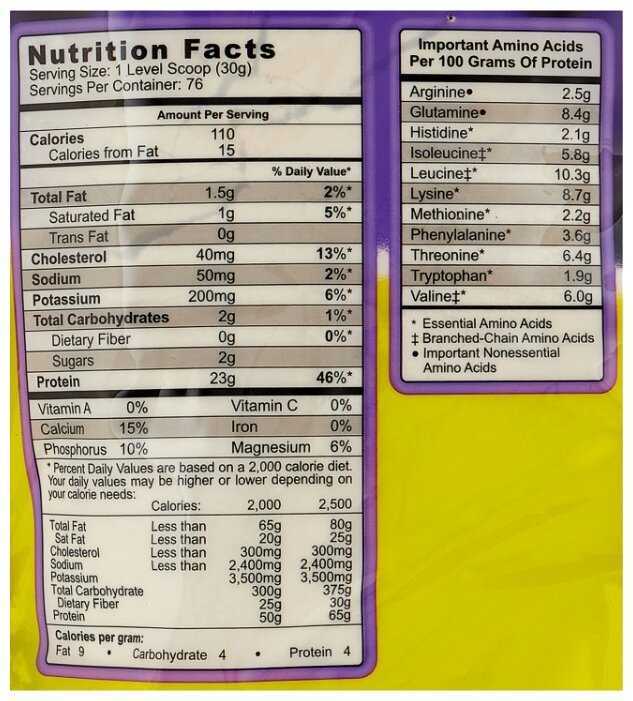 Nutrition Facts
Serving Size: 1 Level Scoop (30g)
Servings Per Container: 76
Amount Per Serving
Calories 110
Calories from Fat 15
% Daily Value*
Total Fat 1.5g 2%*
Saturated Fat 1g 5%*
Trans Fat 0g
Cholesterol 40mg 13%*
Sodium 50mg 2%*
Potassium 200mg 6%*
Total Carbohydrates 2g 1%*
Dietary Fiber 0g 0%*
Sugars 2g
Protein 23g 46%*
Vitamin A 0% Vitamin C 0%
Calcium 15% Iron 0%
Phosphorus 10% Magnesium 6%
* Percent Daily Values are based on a 2,000 calorie diet.
Your daily values may be higher or lower depending on
your calorie needs:
Calories: 2,000 2,500
Total Fat Less than 65g 80g
Sat Fat Less than 20g 25g
Cholesterol Less than 300mg 300mg
Sodium Less than 2,400mg 2,400mg
Potassium 3,500mg 3,500mg
Total Carbohydrate 300g 375g
Dietary Fiber 25g 30g
Protein 50g 65g
Calories per gram:
Fat 9 • Carbohydrate 4 • Protein 4
Important Amino Acids
Per 100 Grams Of Protein
Arginine• 2.5g
Glutamine• 8.4g
Histidine* 2.1g
Isoleucine‡* 5.8g
Leucine‡* 10.3g
Lysine* 8.7g
Methionine* 2.2g
Phenylalanine* 3.6g
Threonine* 6.4g
Tryptophan* 1.9g
Valine‡* 6.0g
* Essential Amino Acids
‡ Branched-Chain Amino Acids
• Important Nonessential
Amino Acids